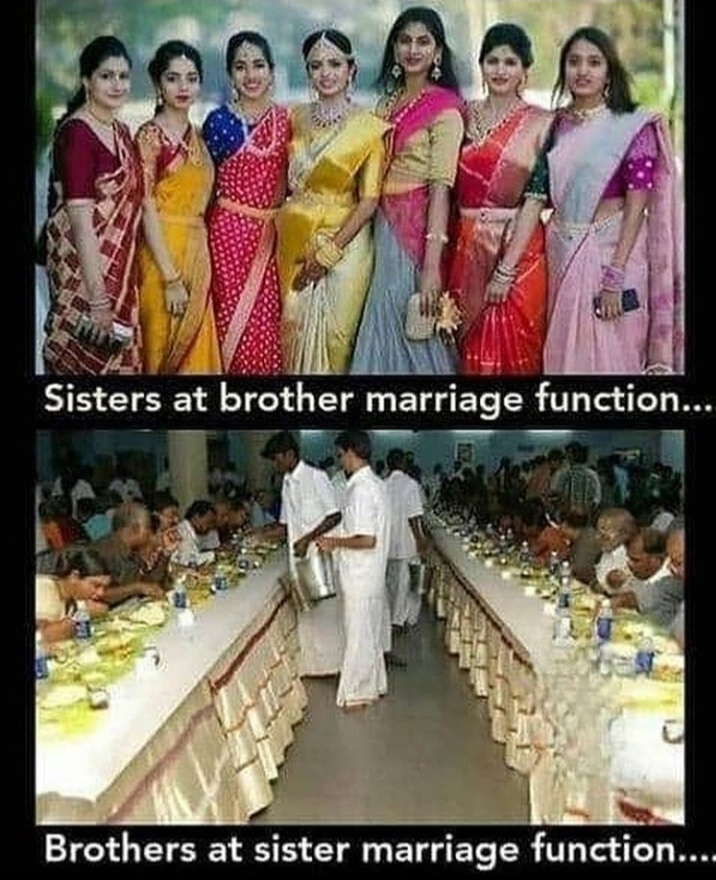 Sisters at brother marriage function...
Brothers at sister marriage function....